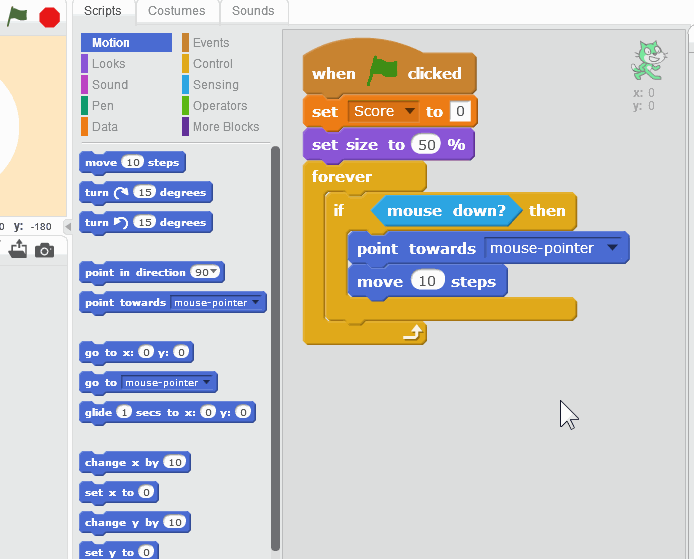 Scripts Costumes Sounds
Motion Events
Looks Control
Sound Sensing
Pen Operators
Data More Blocks
move 10 steps
turn 15 degrees
turn 15 degrees
point in direction 90
point towards mouse-pointer
go to x: 0 y: 0
go to mouse-pointer
glide 1 secs to x: 0 y: 0
change x by 10
set x to 0
change y by 10
set y to 0
0 y: -180
when clicked
set Score to 0
set size to 50 %
forever
if mouse down? then
point towards mouse-pointer
move 10 steps
x: 0
y: 0